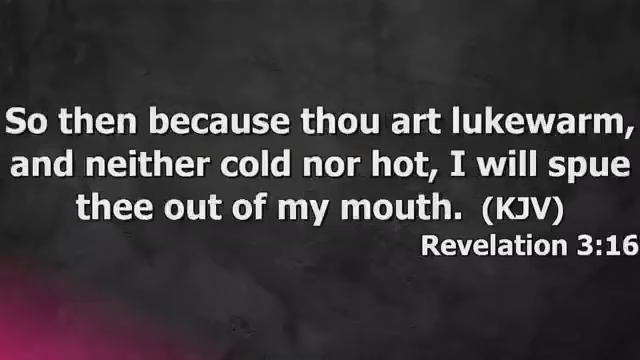 So then because thou art lukewarm,
and neither cold nor hot, I will spue
thee out of my mouth. (KJV)
Revelation 3:16